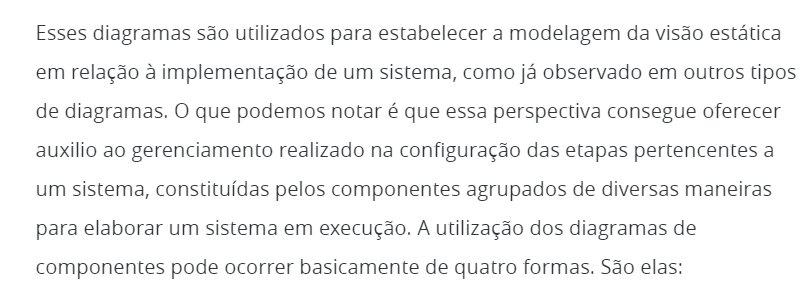 Esses diagramas são utilizados para estabelecer a modelagem da visão estática
em relação à implementação de um sistema, como já observado em outros tipos
de diagramas. O que podemos notar é que essa perspectiva consegue oferecer
auxilio ao gerenciamento realizado na configuração das etapas pertencentes a
um sistema, constituídas pelos componentes agrupados de diversas maneiras
para elaborar um sistema em execução. A utilização dos diagramas de
componentes pode ocorrer basicamente de quatro formas. São elas: